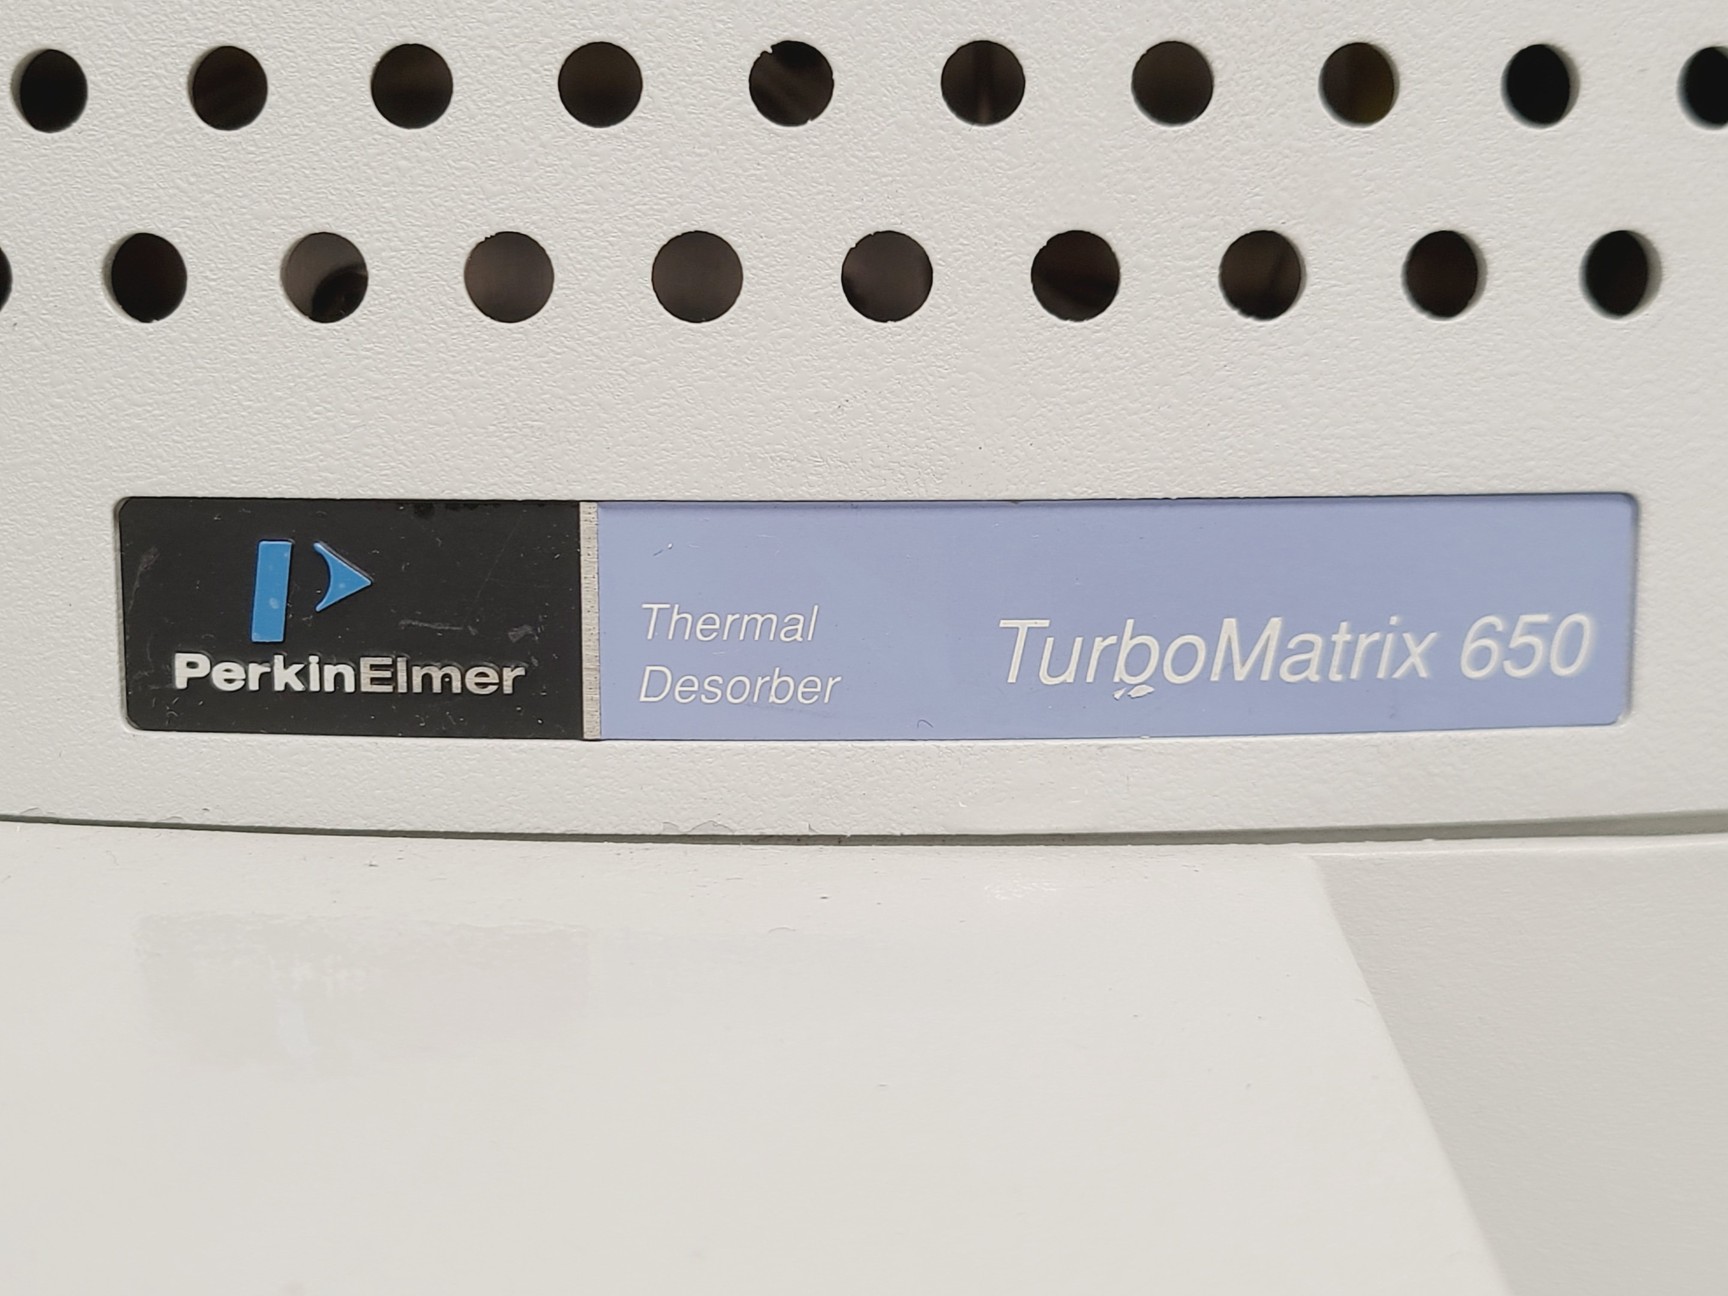 PerkinElmer
Thermal
Desorber
TurboMatrix 650